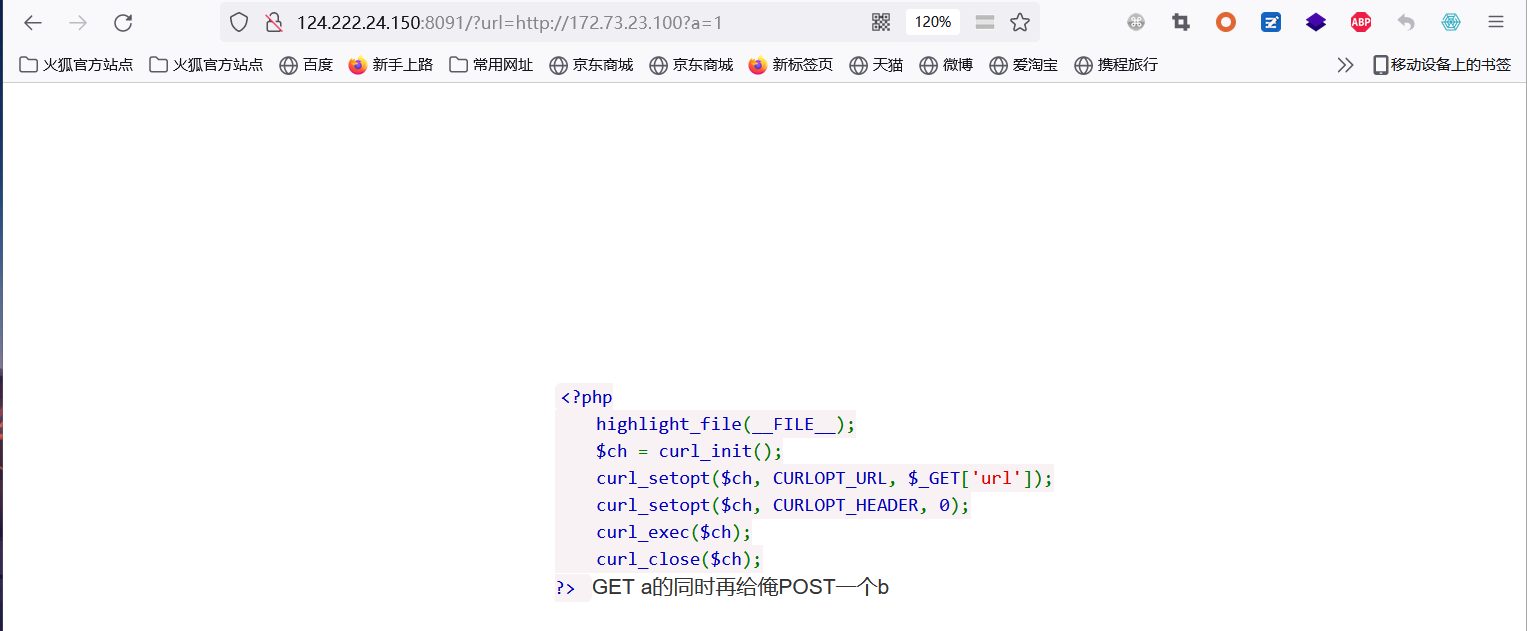 124.222.24.150:8091/?url=http://172.73.23.100?a=1 120% ABP
火狐官方站点 火狐官方站点 百度 新手上路 常用网址 京东商城 京东商城 新标签页 天猫 微博 爱淘宝 携程旅行 移动设备上的书签
<?php
highlight_file(__FILE__);
$ch = curl_init();
curl_setopt($ch, CURLOPT_URL, $_GET['url']);
curl_setopt($ch, CURLOPT_HEADER, 0);
curl_exec($ch);
curl_close($ch);
?> GET a的同时再给俺POST一个b